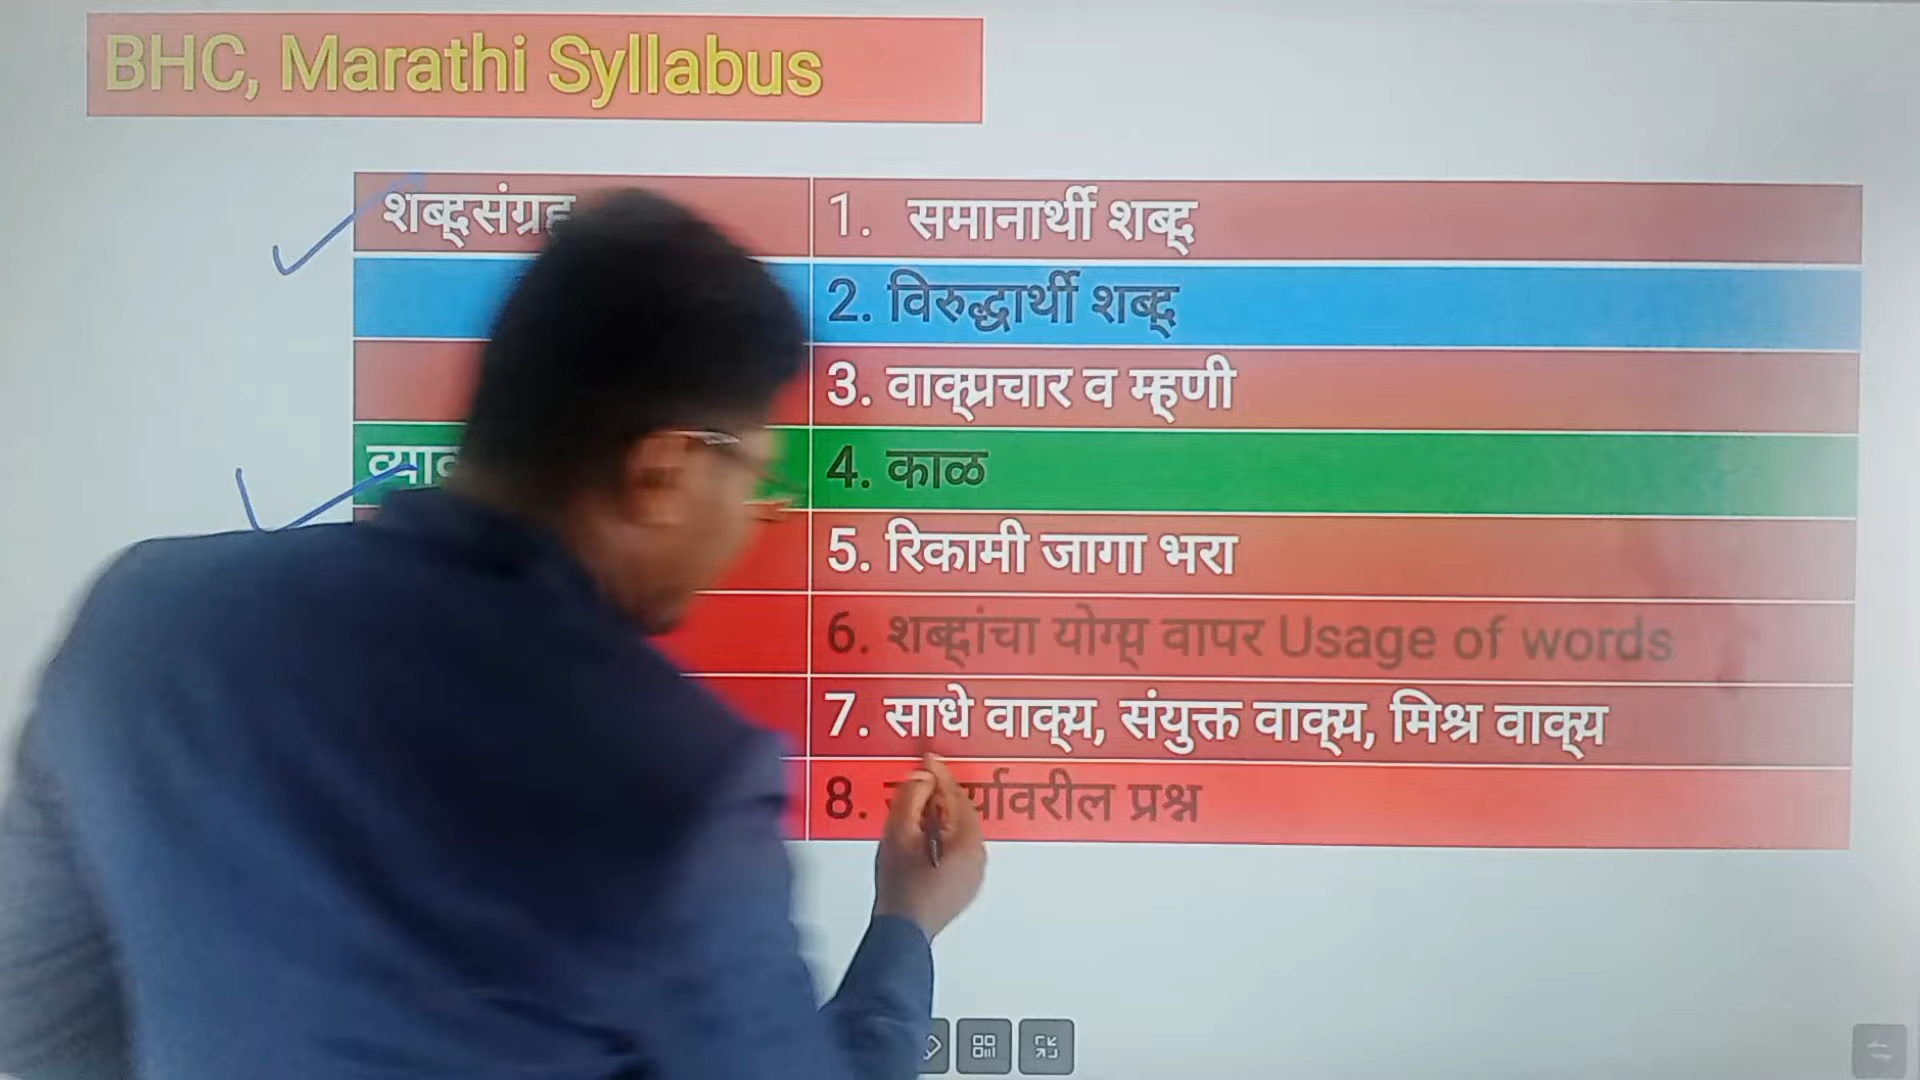 BHC, Marathi Syllabus
शब्दसंग्रह 1. समानार्थी शब्द
2. विरुद्धार्थी शब्द
3. वाक्प्रचार व म्हणी
4. काळ
5. रिकामी जागा भरा
6. शब्दांचा योग्य वापर Usage of words
7. साधे वाक्य, संयुक्त वाक्य, मिश्र वाक्य
8. प्रश्न